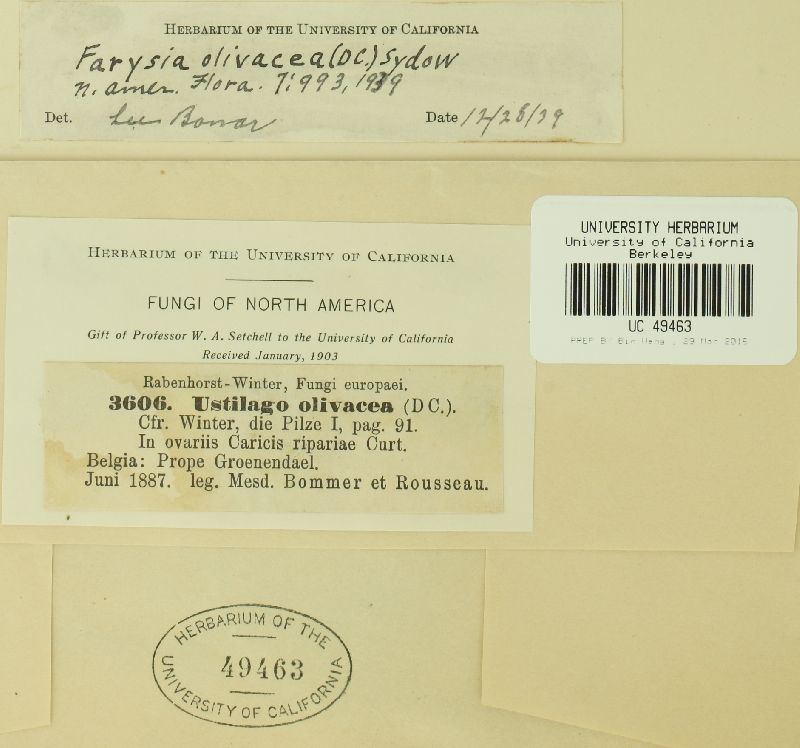 HERBARIUM OF THE UNIVERSITY OF CALIFORNIA
Farysia olivacea (DC.) Sydow
N. Amer. Flora. 7:993, 1939
Det. Lee Bonar Date 12/28/39
UNIVERSITY HERBARIUM
University of California
Berkeley
UC 49463
HERBARIUM OF THE UNIVERSITY OF CALIFORNIA
FUNGI OF NORTH AMERICA
Gift of Professor W. A. Setchell to the University of California
Received January, 1903
Rabenhorst-Winter, Fungi europaei.
3606. Ustilago olivacea (DC.).
Cfr. Winter, die Pilze I, pag. 91.
In ovariis Caricis ripariae Curt.
Belgia: Prope Groenendael.
Juni 1887. leg. Mesd. Bommer et Rousseau.
HERBARIUM OF THE
49463
UNIVERSITY OF CALIFORNIA